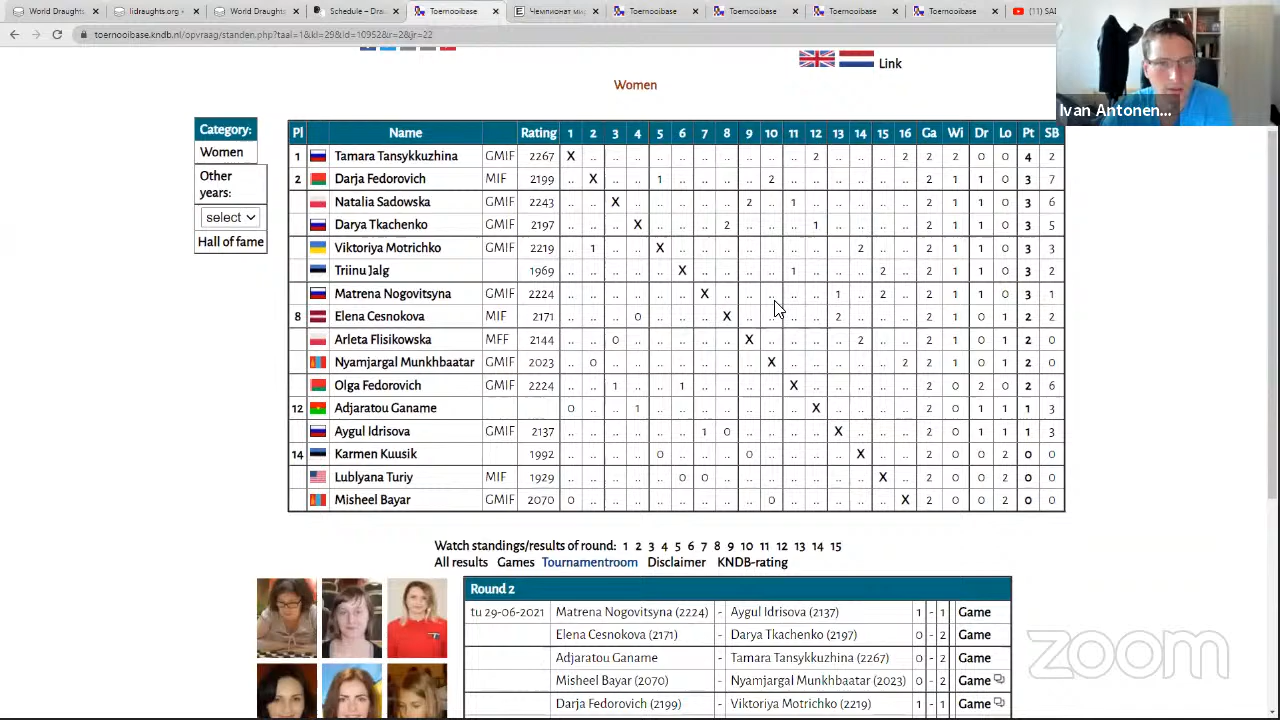 World Draughts
lidraughts.org •
World Draughts
Schedule – Dra
Toernooibase
Чемпионат ми
Toernooibase
Toernooibase
Toernooibase
Toernooibase
toernooibase.kndb.nl/opvraag/standen.php?taal=1&kl=29&Id=10952&r=2&jr=22
Link
Women
Ivan Antonen...
Category:
Women
Other
years:
select
Hall of fame
Pl Name Rating 1 2 3 4 5 6 7 8 9 10 11 12 13 14 15 16 Ga Wi Dr Lo Pt SB
1 Tamara Tansykkuzhina GMIF 2267 X .. .. .. .. .. .. .. .. .. .. 2 .. .. .. 2 2 2 0 0 4 2
2 Darja Fedorovich MIF 2199 .. X .. .. 1 .. .. .. .. 2 .. .. .. .. .. .. 2 1 1 0 3 7
Natalia Sadowska GMIF 2243 .. .. X .. .. .. .. .. 2 .. 1 .. .. .. .. .. 2 1 1 0 3 6
Darya Tkachenko GMIF 2197 .. .. .. X .. .. .. 2 .. .. .. 1 .. .. .. .. 2 1 1 0 3 5
Viktoriya Motrichko GMIF 2219 .. 1 .. .. X .. .. .. .. .. .. .. .. 2 .. .. 2 1 1 0 3 3
Triinu Jalg 1969 .. .. .. .. .. X .. .. .. .. 1 .. .. .. 2 .. 2 1 1 0 3 2
Matrena Nogovitsyna GMIF 2224 .. .. .. .. .. .. X .. .. .. .. .. 1 .. 2 .. 2 1 1 0 3 1
8 Elena Cesnokova MIF 2171 .. .. .. 0 .. .. .. X .. .. .. .. 2 .. .. .. 2 1 0 1 2 2
Arleta Flisikowska MFF 2144 .. .. 0 .. .. .. .. .. X .. .. .. .. 2 .. .. 2 1 0 1 2 0
Nyamjargal Munkhbaatar GMIF 2023 .. 0 .. .. .. .. .. .. .. X .. .. .. .. .. 2 2 1 0 1 2 0
Olga Fedorovich GMIF 2224 .. .. 1 .. .. 1 .. .. .. .. X .. .. .. .. .. 2 0 2 0 2 6
12 Adjaratou Ganame 0 .. .. 1 .. .. .. .. .. .. .. X .. .. .. .. 2 0 1 1 1 3
Aygul Idrisova GMIF 2137 .. .. .. .. .. .. 1 0 .. .. .. .. X .. .. .. 2 0 1 1 1 3
14 Karmen Kuusik 1992 .. .. .. .. 0 .. .. .. 0 .. .. .. .. X .. .. 2 0 0 2 0 0
Lublyana Turiy MIF 1929 .. .. .. .. .. 0 0 .. .. .. .. .. .. .. X .. 2 0 0 2 0 0
Misheel Bayar GMIF 2070 0 .. .. .. .. .. .. .. .. 0 .. .. .. .. .. X 2 0 0 2 0 0
Watch standings/results of round: 1 2 3 4 5 6 7 8 9 10 11 12 13 14 15
All results Games Tournamentroom Disclaimer KNDB-rating
Round 2
tu 29-06-2021 Matrena Nogovitsyna (2224) - Aygul Idrisova (2137) 1 - 1 Game
Elena Cesnokova (2171) - Darya Tkachenko (2197) 0 - 2 Game
Adjaratou Ganame - Tamara Tansykkuzhina (2267) 0 - 2 Game
Misheel Bayar (2070) - Nyamjargal Munkhbaatar (2023) 0 - 2 Game
Darja Fedorovich (2199) - Viktoriya Motrichko (2219) 1 - 1 Game
zoom